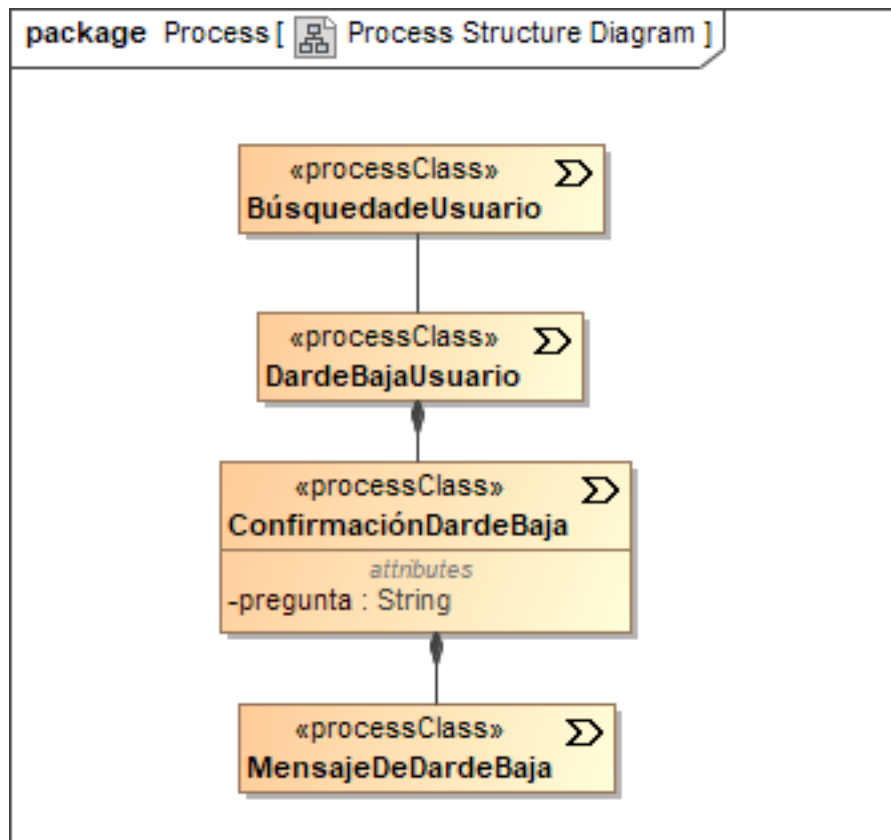 package Process [ Process Structure Diagram ]
«processClass»
BúsquedadeUsuario
«processClass»
DardeBajaUsuario
«processClass»
ConfirmaciónDardeBaja
attributes
-pregunta : String
«processClass»
MensajeDeDardeBaja